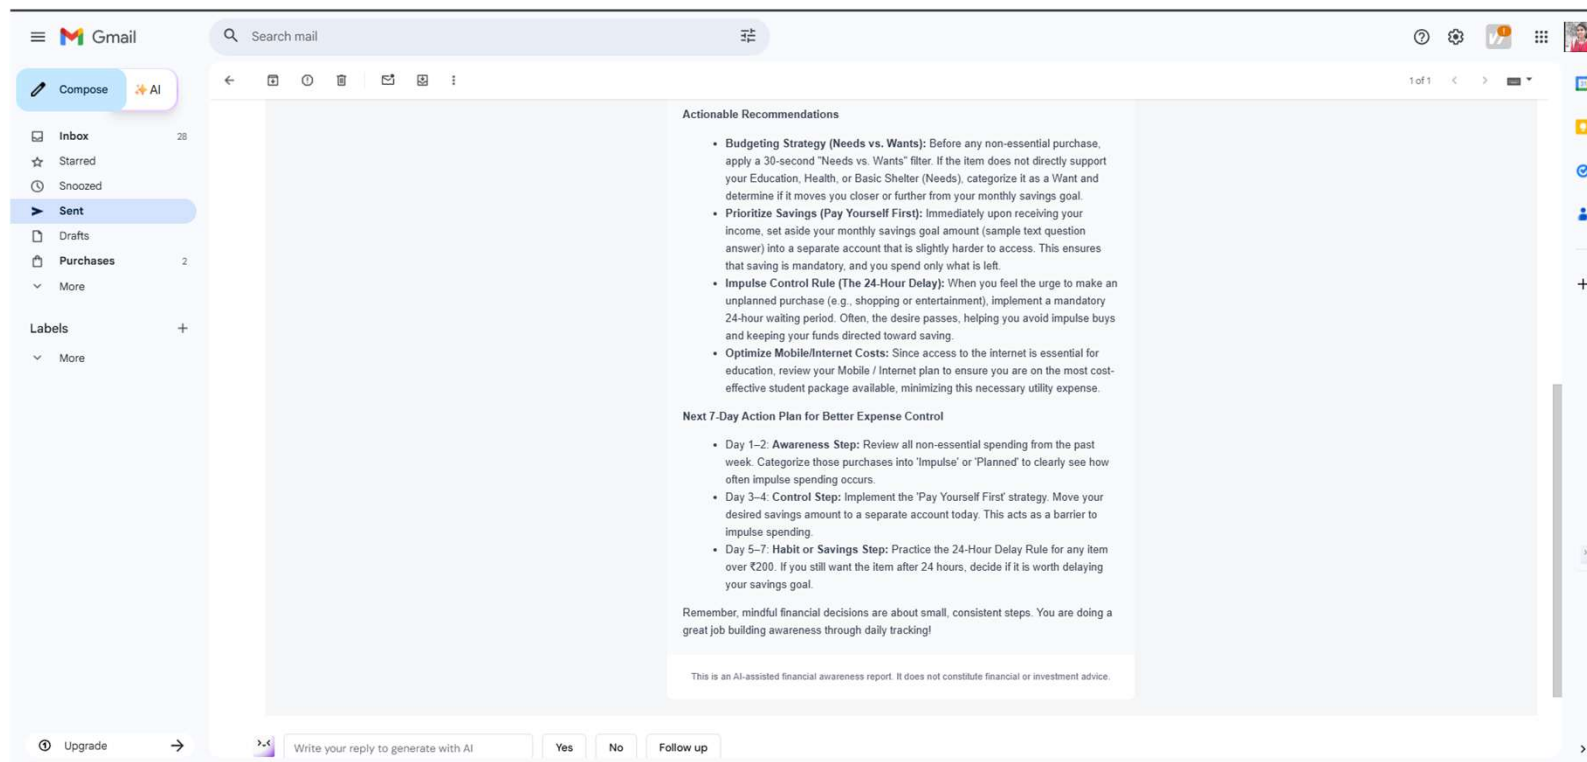 Gmail
Search mail
Compose
AI
1 of 1
Inbox 28
Starred
Snoozed
Sent
Drafts
Purchases 2
More
Labels
More
Actionable Recommendations
• Budgeting Strategy (Needs vs. Wants): Before any non-essential purchase,
apply a 30-second "Needs vs. Wants" filter. If the item does not directly support
your Education, Health, or Basic Shelter (Needs), categorize it as a Want and
determine if it moves you closer or further from your monthly savings goal.
• Prioritize Savings (Pay Yourself First): Immediately upon receiving your
income, set aside your monthly savings goal amount (sample text question
answer) into a separate account that is slightly harder to access. This ensures
that saving is mandatory, and you spend only what is left.
• Impulse Control Rule (The 24-Hour Delay): When you feel the urge to make an
unplanned purchase (e.g., shopping or entertainment), implement a mandatory
24-hour waiting period. Often, the desire passes, helping you avoid impulse buys
and keeping your funds directed toward saving.
• Optimize Mobile/Internet Costs: Since access to the internet is essential for
education, review your Mobile / Internet plan to ensure you are on the most cost-
effective student package available, minimizing this necessary utility expense.
Next 7-Day Action Plan for Better Expense Control
• Day 1–2: Awareness Step: Review all non-essential spending from the past
week. Categorize those purchases into 'Impulse' or 'Planned' to clearly see how
often impulse spending occurs.
• Day 3–4: Control Step: Implement the 'Pay Yourself First' strategy. Move your
desired savings amount to a separate account today. This acts as a barrier to
impulse spending.
• Day 5–7: Habit or Savings Step: Practice the 24-Hour Delay Rule for any item
over ₹200. If you still want the item after 24 hours, decide if it is worth delaying
your savings goal.
Remember, mindful financial decisions are about small, consistent steps. You are doing a
great job building awareness through daily tracking!
This is an AI-assisted financial awareness report. It does not constitute financial or investment advice.
Upgrade
Write your reply to generate with AI
Yes
No
Follow up